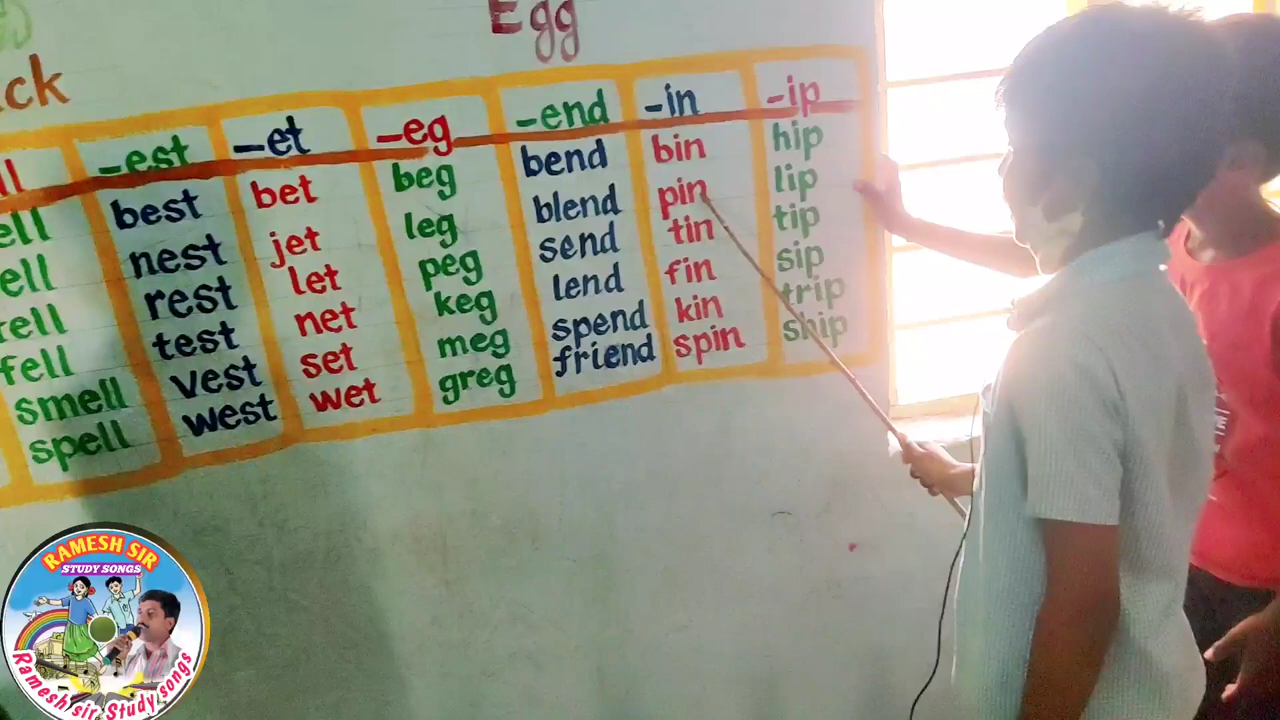 Egg
ck
-est -et -eg -end -in -ip
ell best bet beg bend bin hip
ell nest jet leg blend pin lip
ell rest let peg send tin tip
fell test net keg lend fin sip
smell vest set meg spend kin trip
spell west wet greg friend spin ship
RAMESH SIR
STUDY SONGS
Ramesh sir Study songs